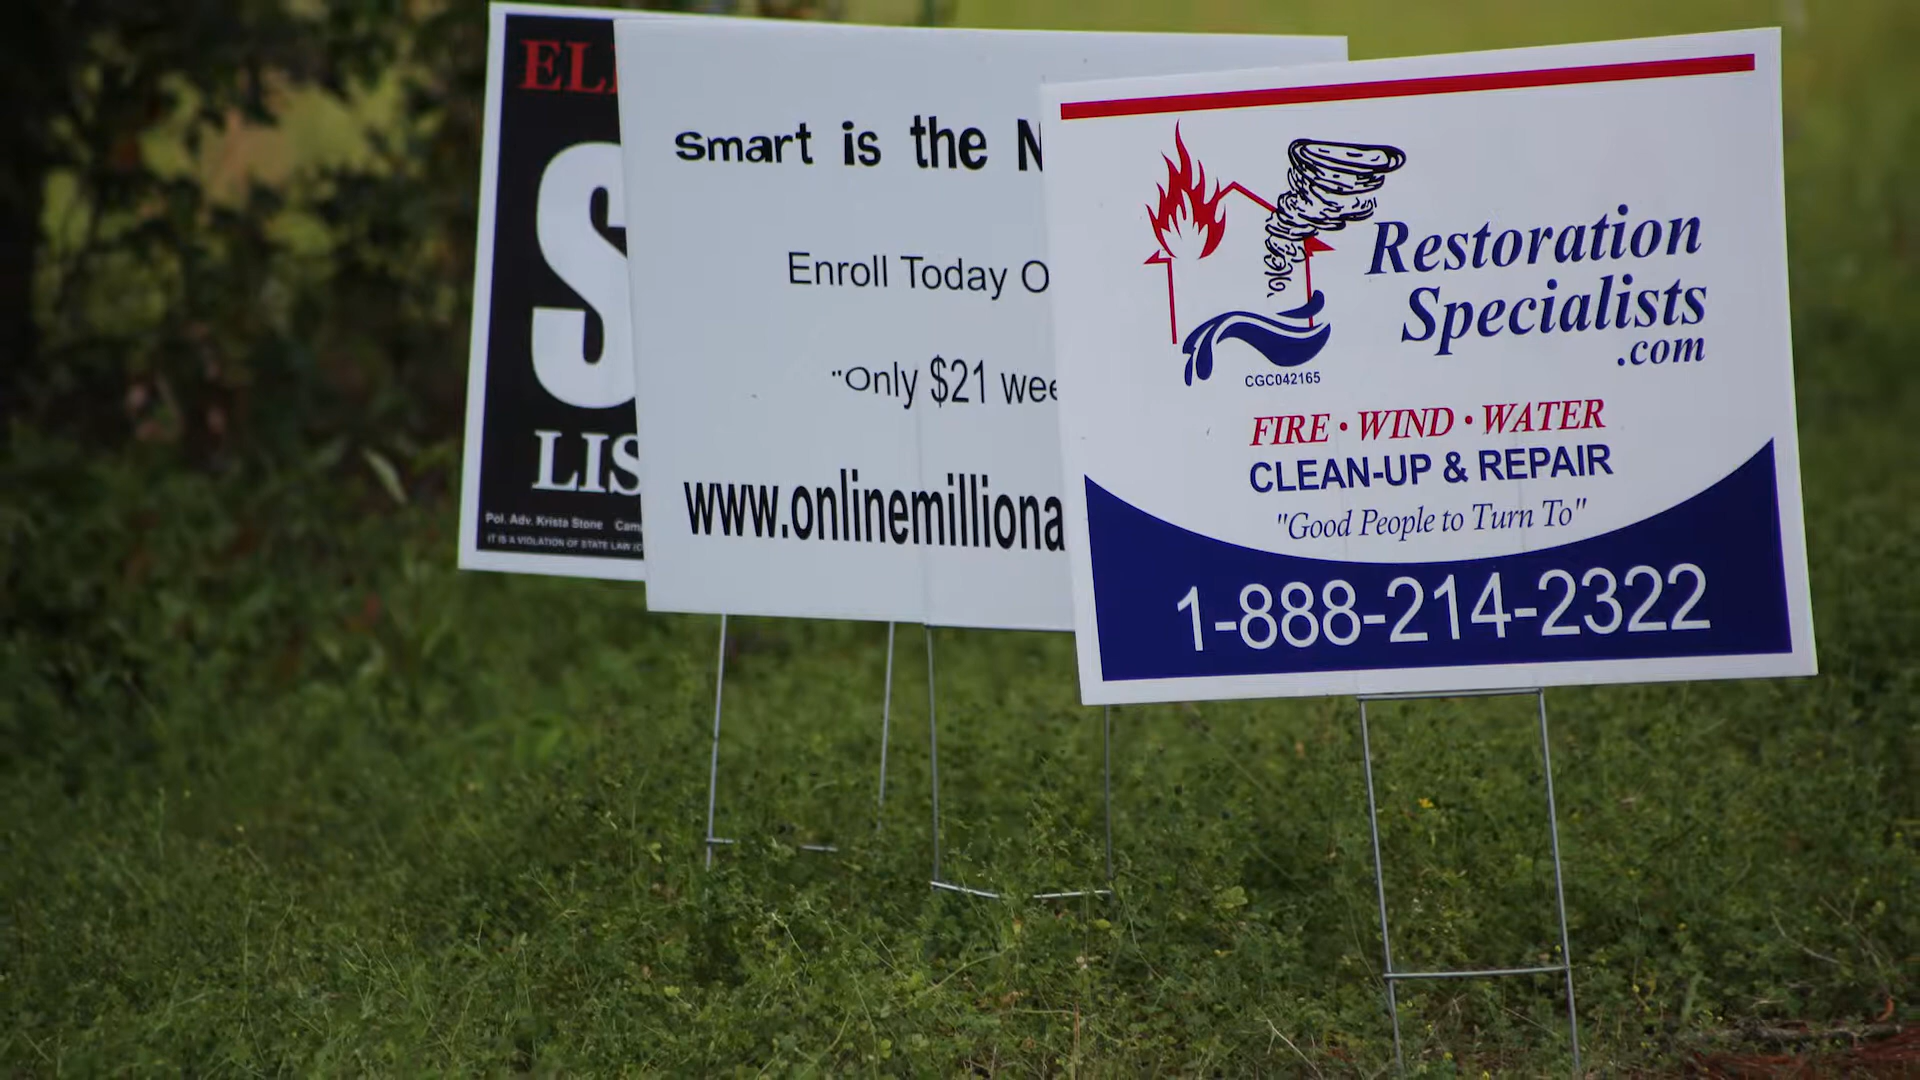 S
LIS
Pol. Adv. Krista Stone Cam
IT IS A VIOLATION OF STATE LAW
Smart is the N
Enroll Today O
"Only $21 wee
www.onlinemilliona
Restoration
Specialists
.com
CGC042165
FIRE • WIND • WATER
CLEAN-UP & REPAIR
"Good People to Turn To"
1-888-214-2322